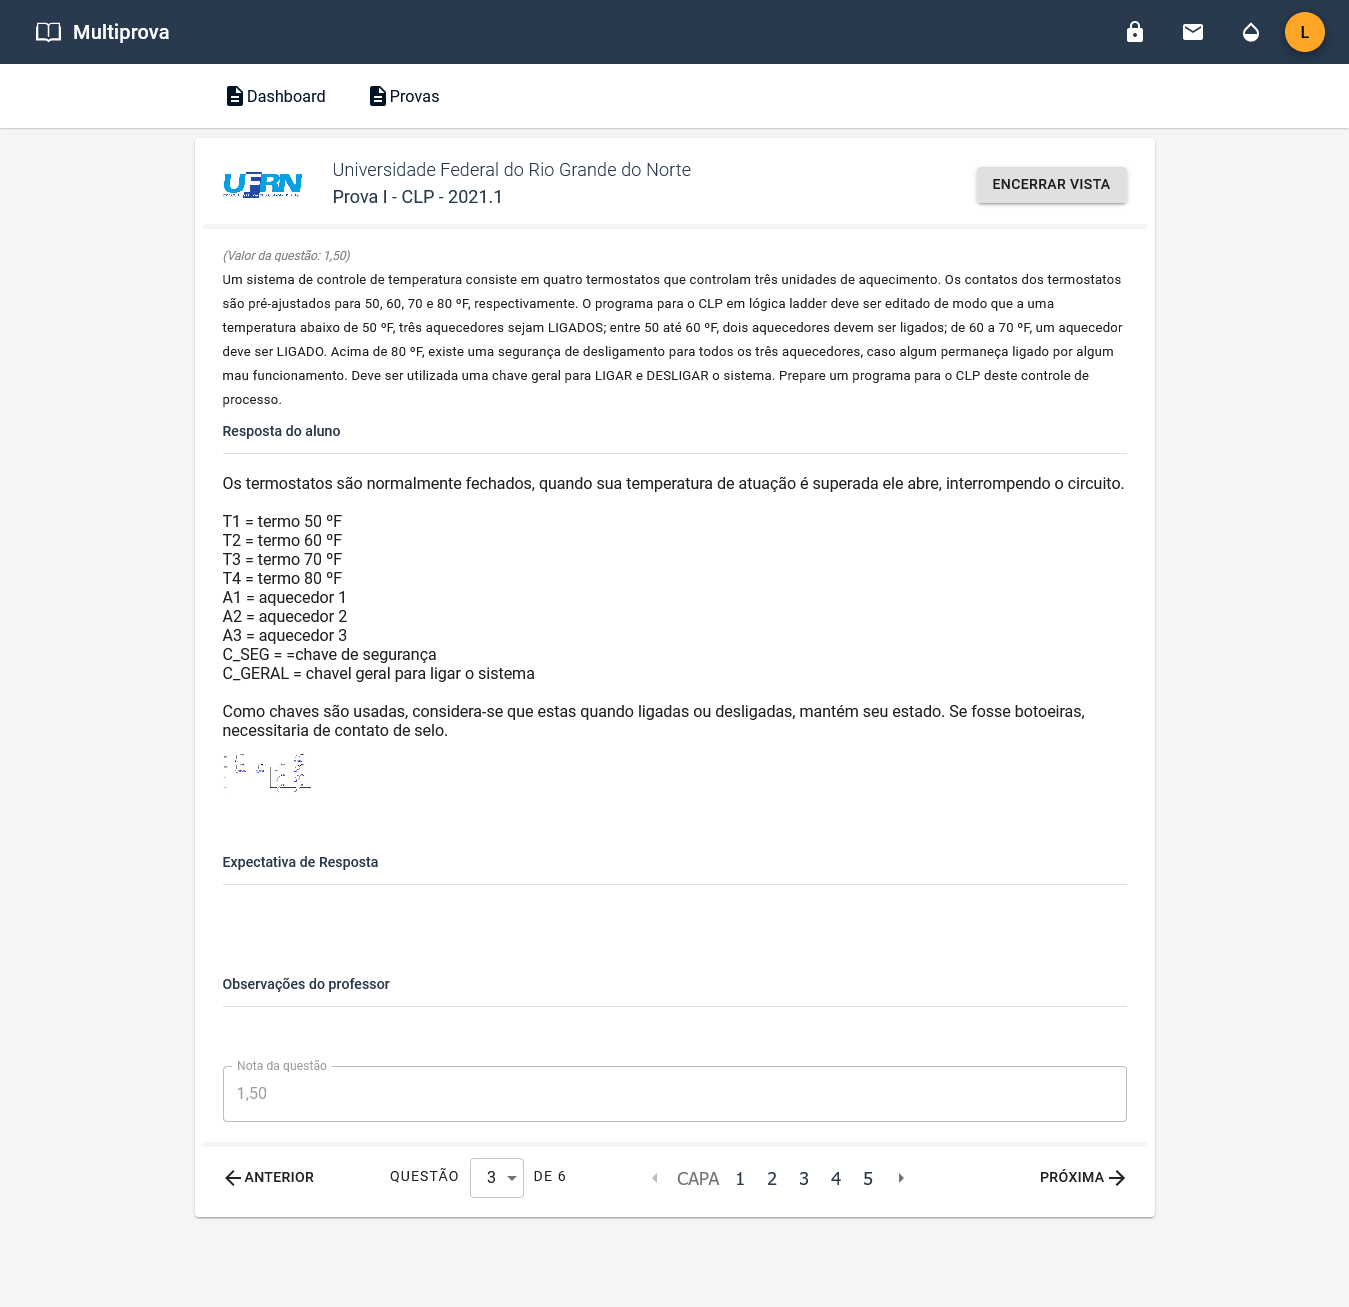 Multiprova
L
Dashboard
Provas
UFRN
Universidade Federal do Rio Grande do Norte
Prova I - CLP - 2021.1
ENCERRAR VISTA
(Valor da questão: 1,50)
Um sistema de controle de temperatura consiste em quatro termostatos que controlam três unidades de aquecimento. Os contatos dos termostatos
são pré-ajustados para 50, 60, 70 e 80 ºF, respectivamente. O programa para o CLP em lógica ladder deve ser editado de modo que a uma
temperatura abaixo de 50 ºF, três aquecedores sejam LIGADOS; entre 50 até 60 ºF, dois aquecedores devem ser ligados; de 60 a 70 ºF, um aquecedor
deve ser LIGADO. Acima de 80 ºF, existe uma segurança de desligamento para todos os três aquecedores, caso algum permaneça ligado por algum
mau funcionamento. Deve ser utilizada uma chave geral para LIGAR e DESLIGAR o sistema. Prepare um programa para o CLP deste controle de
processo.
Resposta do aluno
Os termostatos são normalmente fechados, quando sua temperatura de atuação é superada ele abre, interrompendo o circuito.
T1 = termo 50 ºF
T2 = termo 60 ºF
T3 = termo 70 ºF
T4 = termo 80 ºF
A1 = aquecedor 1
A2 = aquecedor 2
A3 = aquecedor 3
C_SEG = =chave de segurança
C_GERAL = chavel geral para ligar o sistema
Como chaves são usadas, considera-se que estas quando ligadas ou desligadas, mantém seu estado. Se fosse botoeiras,
necessitaria de contato de selo.
Expectativa de Resposta
Observações do professor
Nota da questão
1,50
ANTERIOR
QUESTÃO 3 DE 6
CAPA 1 2 3 4 5
PRÓXIMA